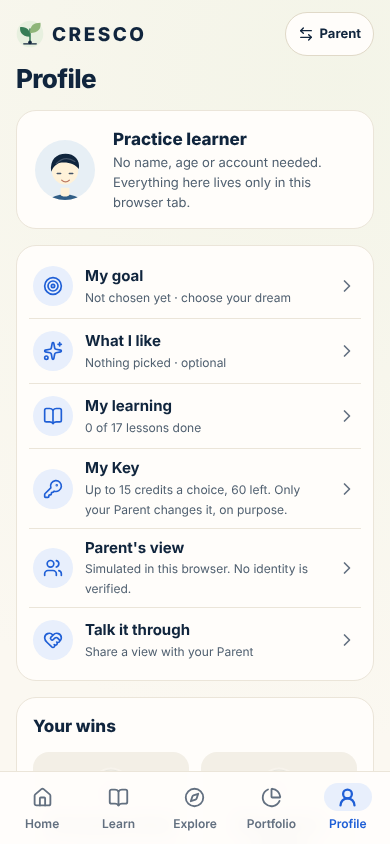 CRESCO
Parent
Profile
Practice learner
No name, age or account needed.
Everything here lives only in this
browser tab.
My goal
Not chosen yet · choose your dream
What I like
Nothing picked · optional
My learning
0 of 17 lessons done
My Key
Up to 15 credits a choice, 60 left. Only
your Parent changes it, on purpose.
Parent's view
Simulated in this browser. No identity is
verified.
Talk it through
Share a view with your Parent
Your wins
Home
Learn
Explore
Portfolio
Profile